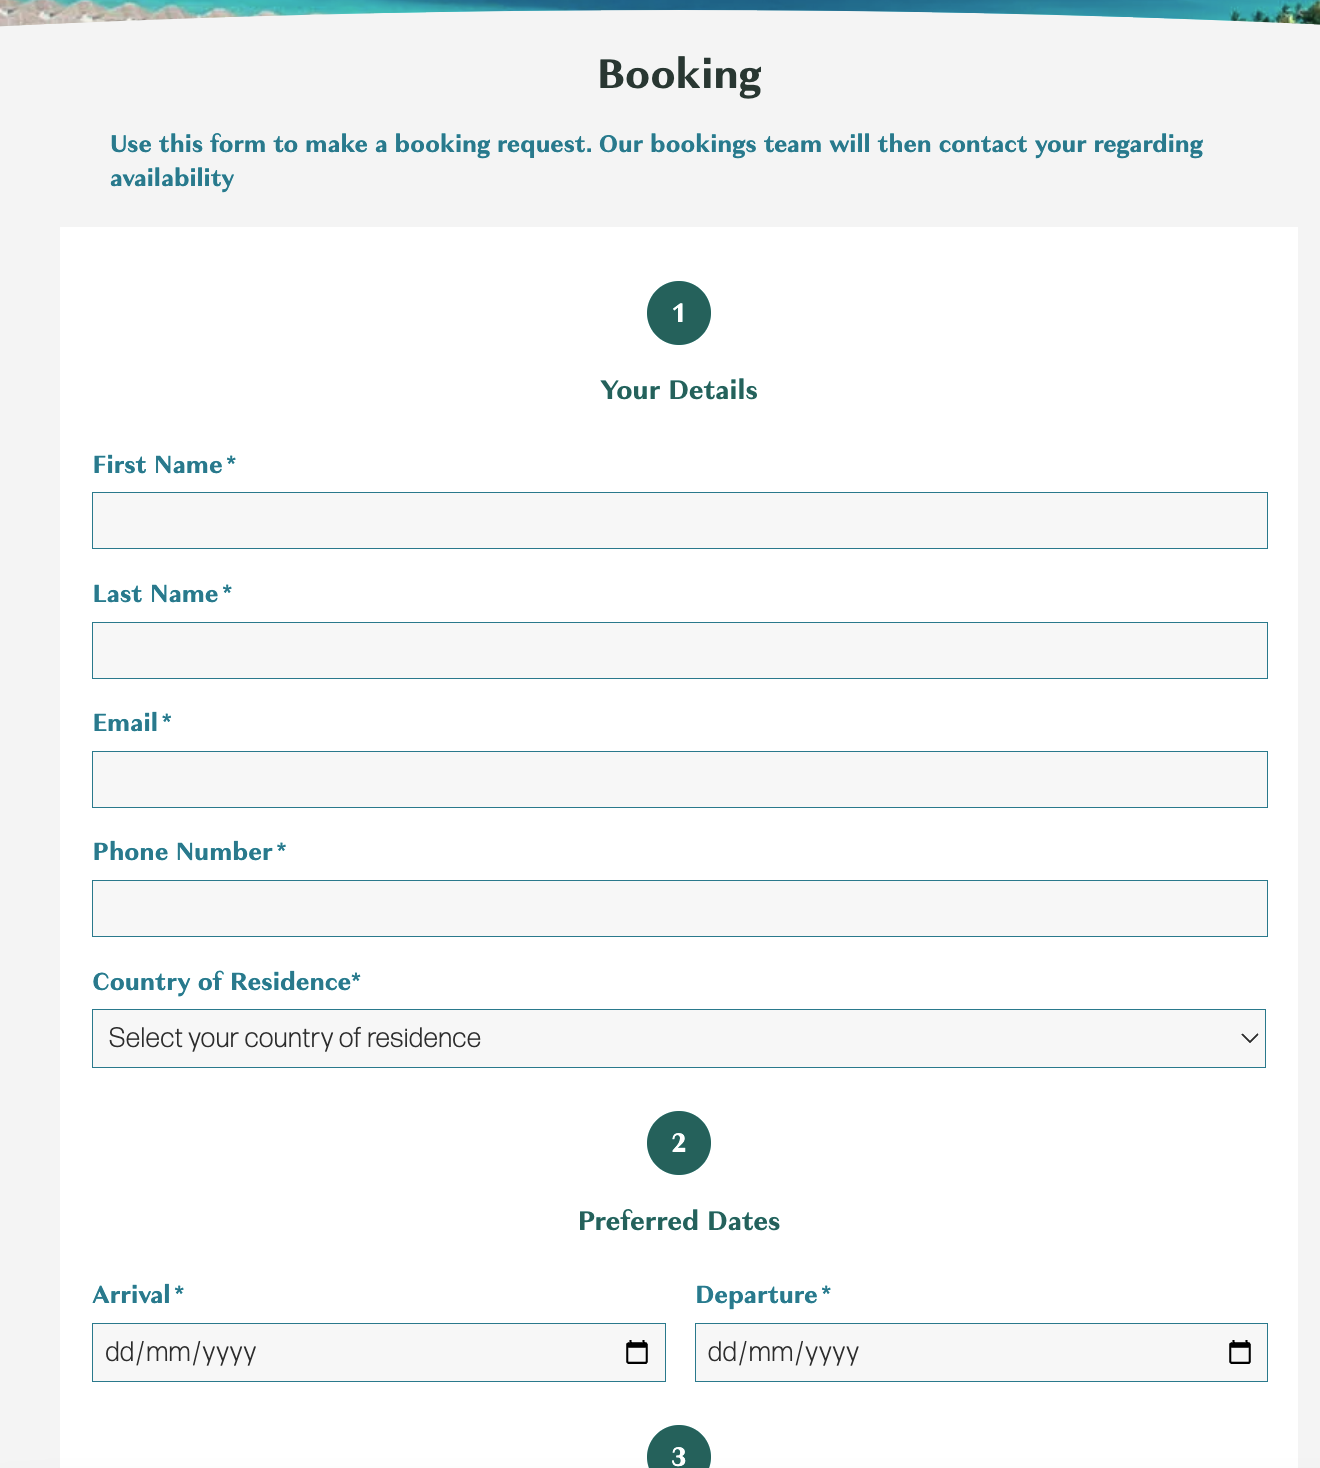 Booking
Use this form to make a booking request. Our bookings team will then contact your regarding
availability
1
Your Details
First Name*
Last Name*
Email*
Phone Number*
Country of Residence*
Select your country of residence
2
Preferred Dates
Arrival* Departure*
dd/mm/yyyy dd/mm/yyyy
3